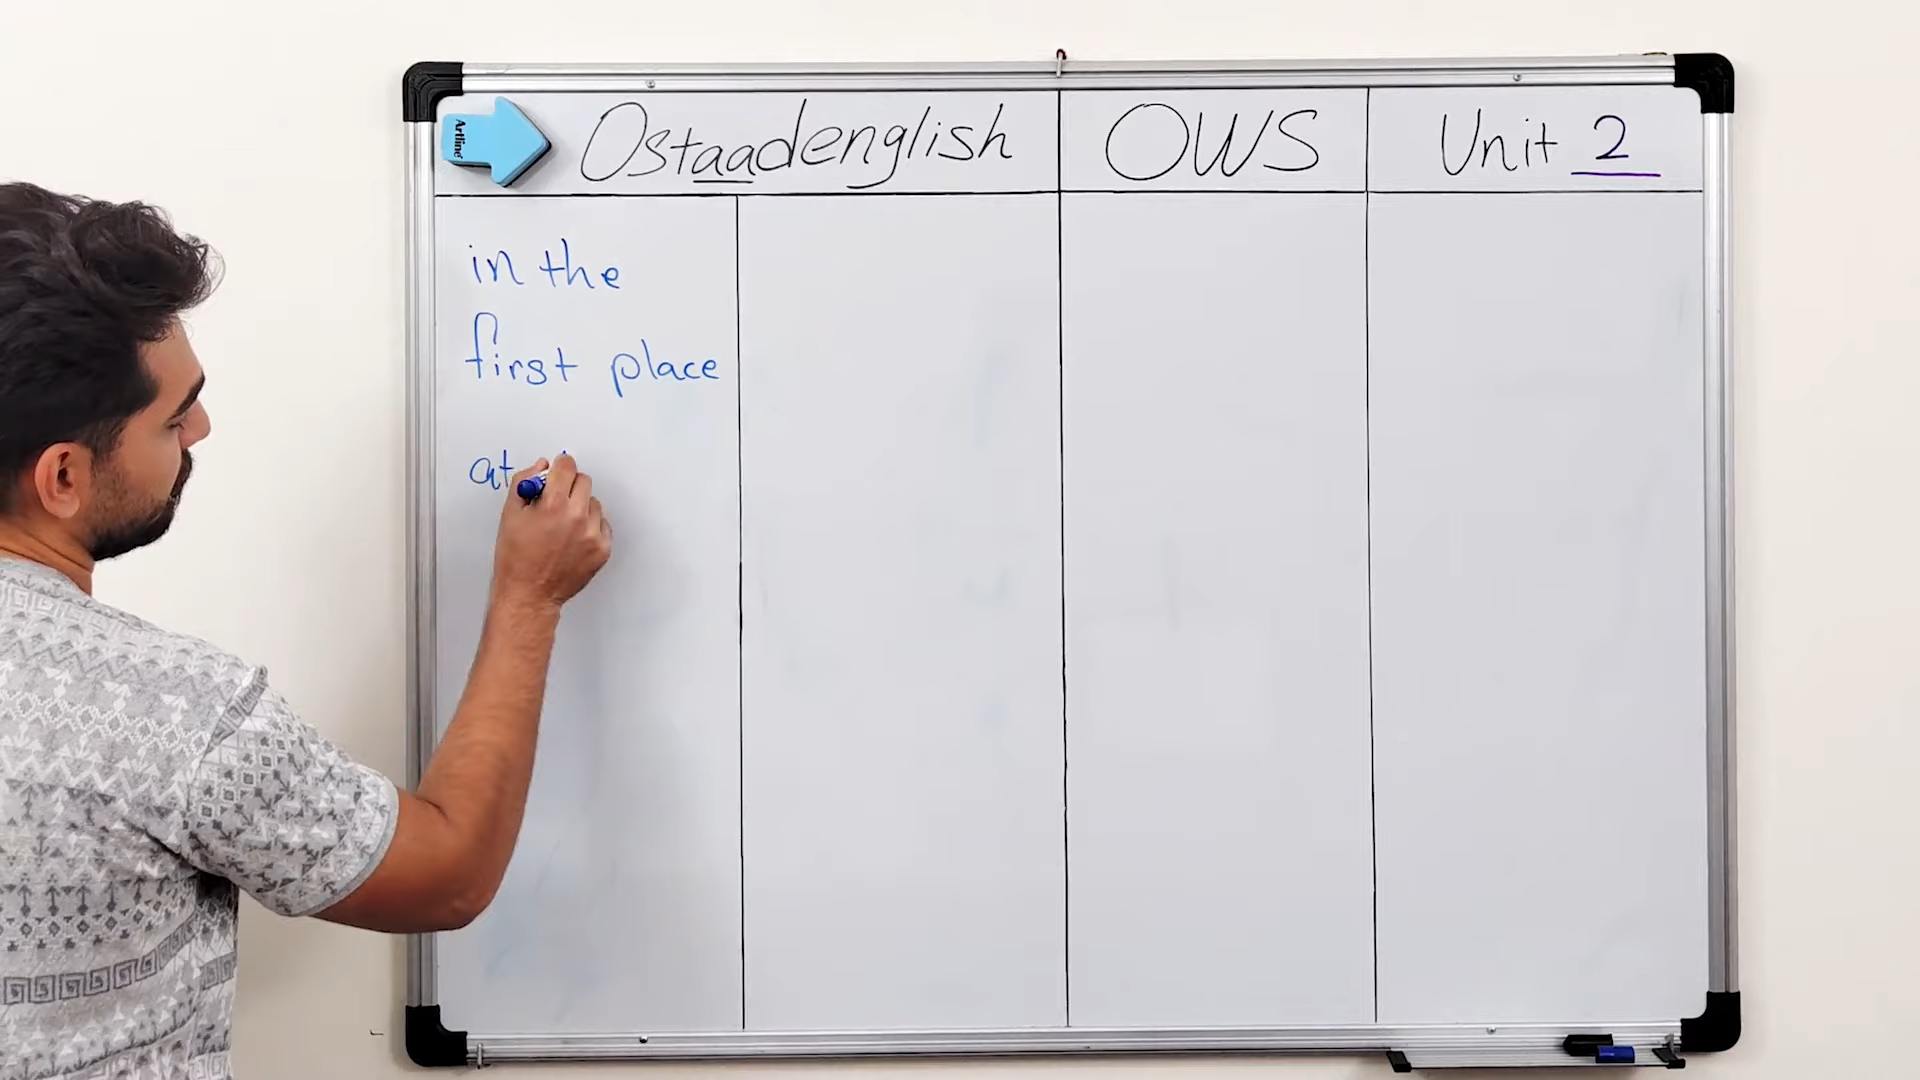 Artline
Ostaadenglish
OWS
Unit 2
in the
first place
at